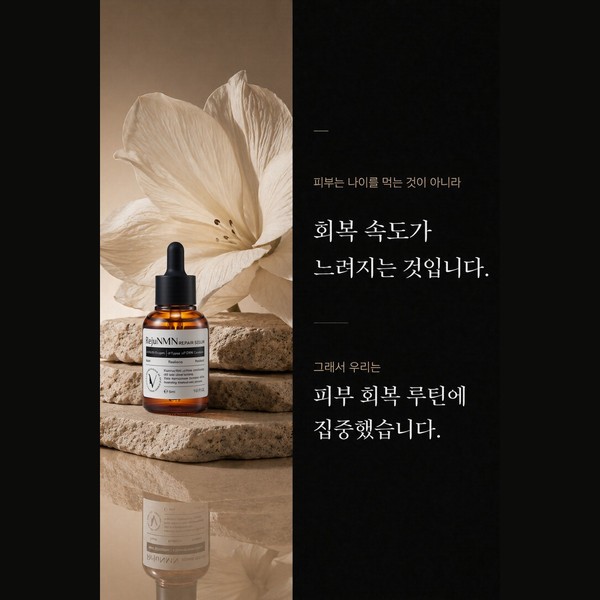 피부는 나이를 먹는 것이 아니라
회복 속도가
느려지는 것입니다.
그래서 우리는
피부 회복 루틴에
집중했습니다.
RejuNMN REPAIR SERUM